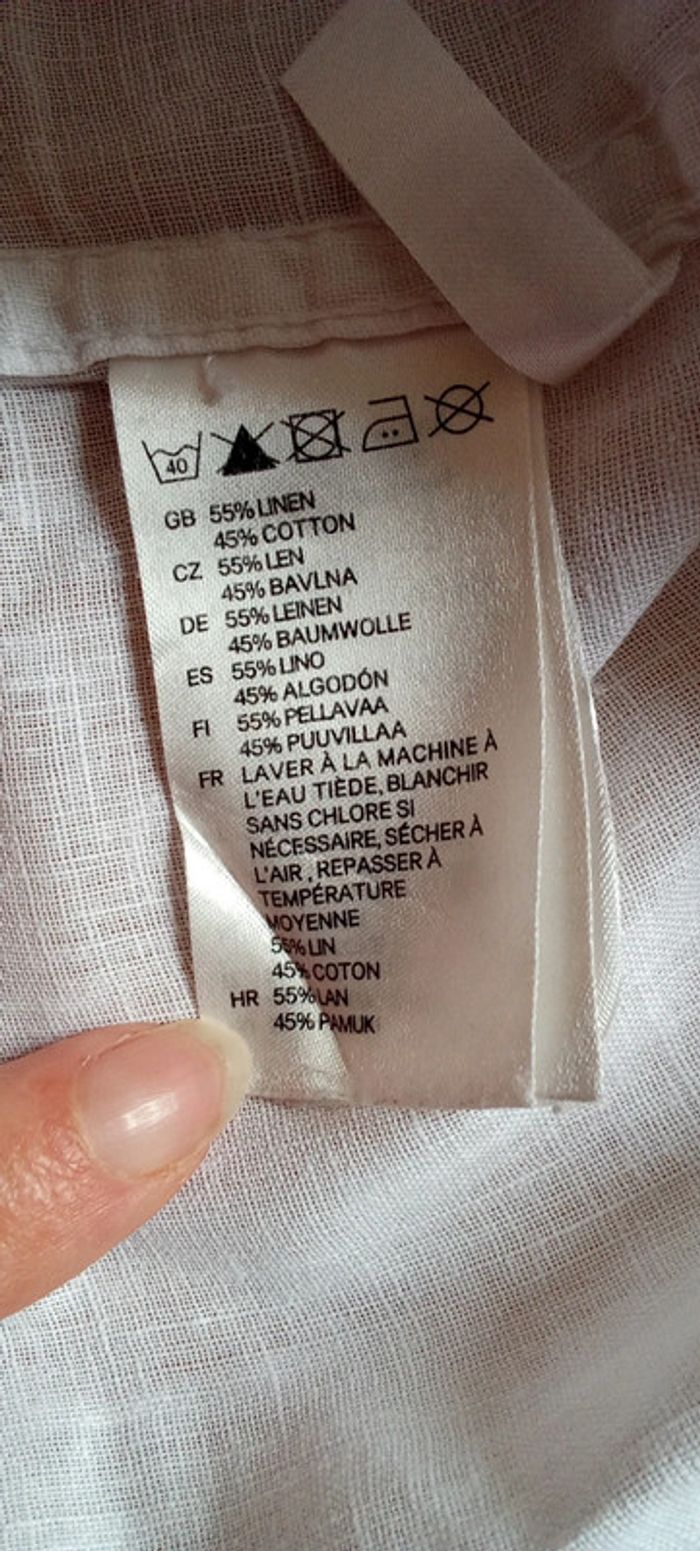 40
GB 55% LINEN
45% COTTON
CZ 55% LEN
45% BAVLNA
DE 55% LEINEN
45% BAUMWOLLE
ES 55% LINO
45% ALGODÓN
FI 55% PELLAVAA
45% PUUVILLAA
FR LAVER À LA MACHINE À
L'EAU TIÈDE, BLANCHIR
SANS CHLORE SI
NÉCESSAIRE, SÉCHER À
L'AIR , REPASSER À
TEMPÉRATURE
MOYENNE
55% LIN
45% COTON
HR 55% LAN
45% PAMUK